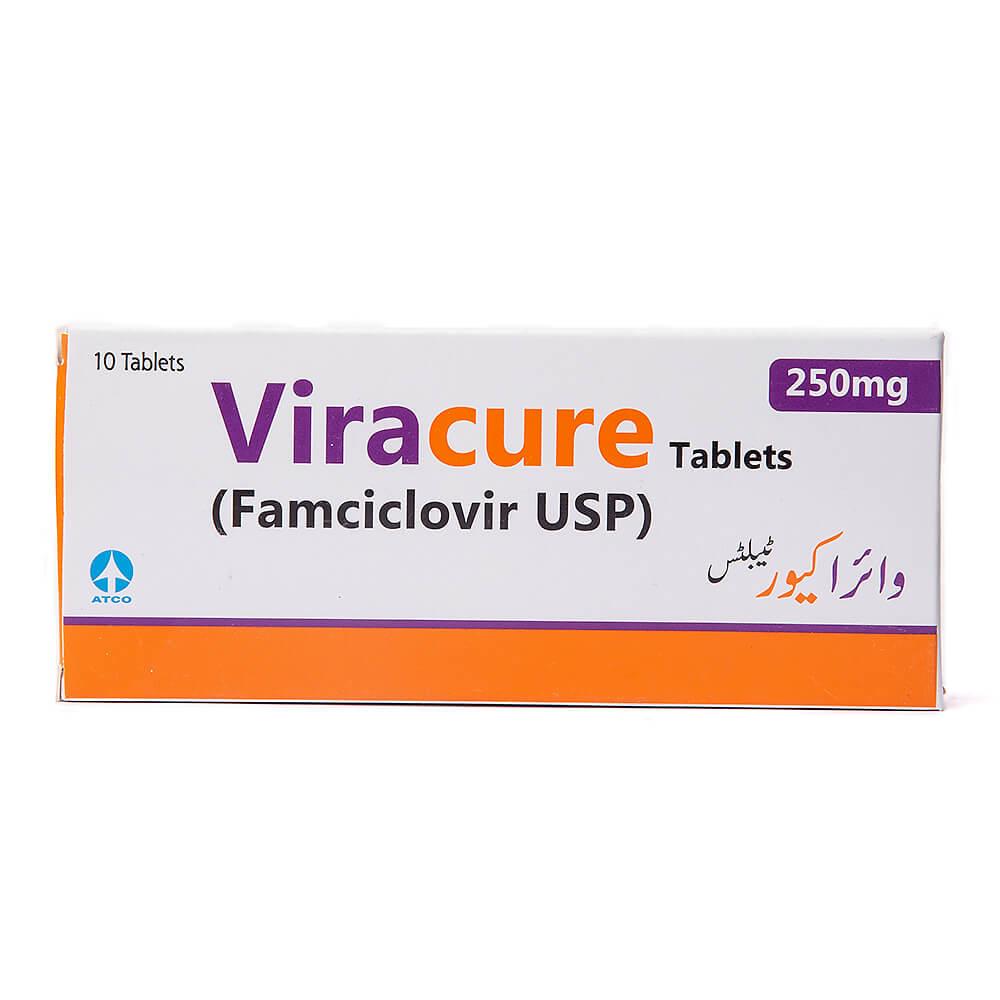 10 Tablets
250mg
Viracure Tablets
(Famciclovir USP)
وائرا کیور ٹیبلٹس
ATCO